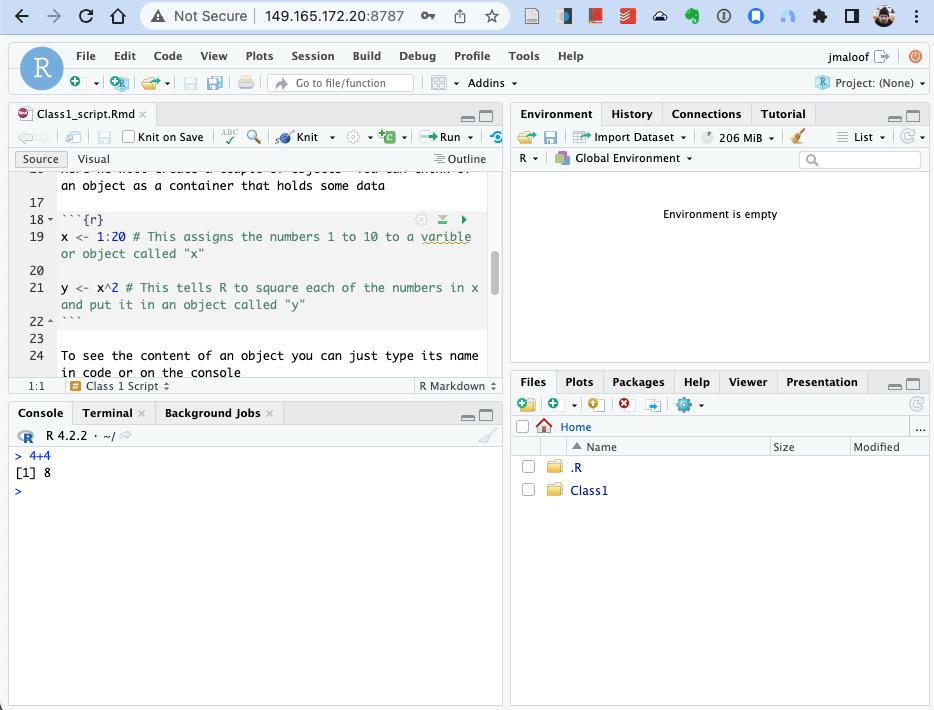 Not Secure | 149.165.172.20:8787
R File Edit Code View Plots Session Build Debug Profile Tools Help
jmaloof
Go to file/function Addins Project: (None)
Class1_script.Rmd
Knit on Save ABC Knit Run
Source Visual Outline
an object as a container that holds some data
17
18 ```{r}
19 x <- 1:20 # This assigns the numbers 1 to 10 to a varible
or object called "x"
20
21 y <- x^2 # This tells R to square each of the numbers in x
and put it in an object called "y"
22 ```
23
24 To see the content of an object you can just type its name
in code or on the console
1:1 # Class 1 Script R Markdown
Console Terminal Background Jobs
R 4.2.2 · ~/
> 4+4
[1] 8
>
Environment History Connections Tutorial
Import Dataset 206 MiB List
R Global Environment
Environment is empty
Files Plots Packages Help Viewer Presentation
Home ...
Name Size Modified
.R
Class1